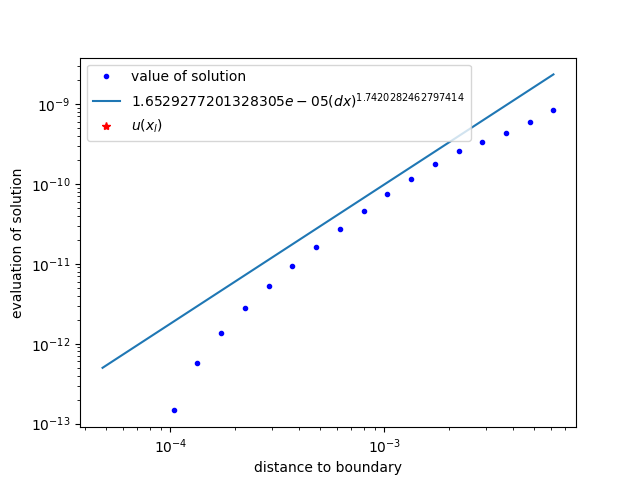 value of solution
1.6529277201328305e − 05(dx)^1.7420282462797414
u(x_l)
evaluation of solution
10^−9
10^−10
10^−11
10^−12
10^−13
10^−4
10^−3
distance to boundary